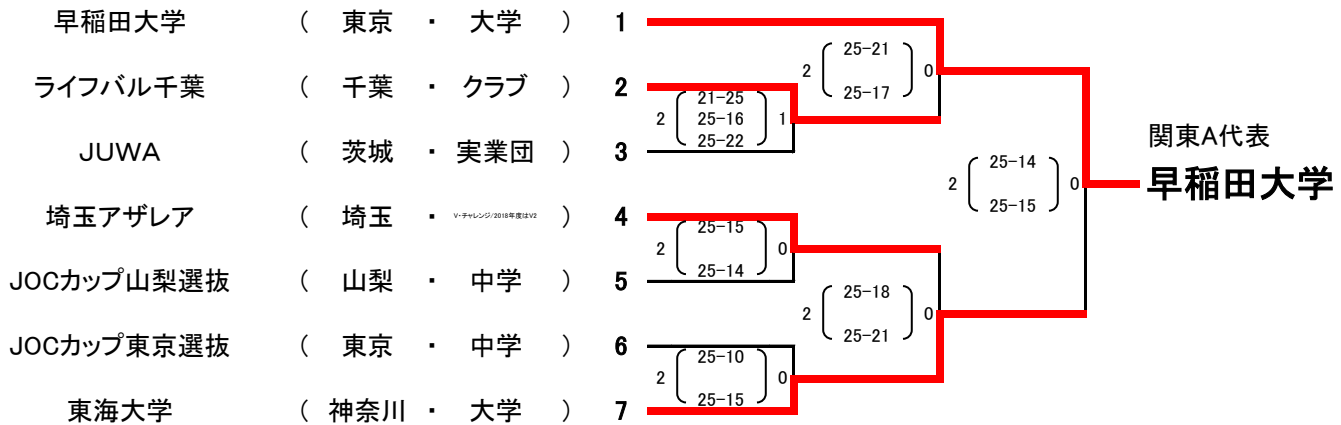 早稲田大学 ( 東京 ・ 大学 ) 1
ライフバル千葉 ( 千葉 ・ クラブ ) 2
JUWA ( 茨城 ・ 実業団 ) 3
埼玉アザレア ( 埼玉 ・ V・チャレンジ/2018年度はV2 ) 4
JOCカップ山梨選抜 ( 山梨 ・ 中学 ) 5
JOCカップ東京選抜 ( 東京 ・ 中学 ) 6
東海大学 ( 神奈川 ・ 大学 ) 7
21-25
2 25-16 1
25-22
25-15
2 0
25-14
25-10
2 0
25-15
25-21
2 0
25-17
25-18
2 0
25-21
25-14
2 0
25-15
関東A代表
早稲田大学